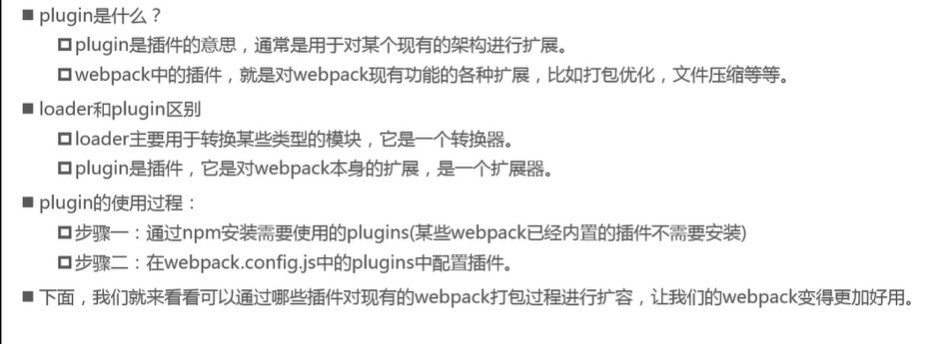 plugin是什么？
plugin是插件的意思，通常是用于对某个现有的架构进行扩展。
webpack中的插件，就是对webpack现有功能的各种扩展，比如打包优化，文件压缩等等。
loader和plugin区别
loader主要用于转换某些类型的模块，它是一个转换器。
plugin是插件，它是对webpack本身的扩展，是一个扩展器。
plugin的使用过程：
步骤一：通过npm安装需要使用的plugins(某些webpack已经内置的插件不需要安装)
步骤二：在webpack.config.js中的plugins中配置插件。
下面，我们就来看看可以通过哪些插件对现有的webpack打包过程进行扩容，让我们的webpack变得更加好用。